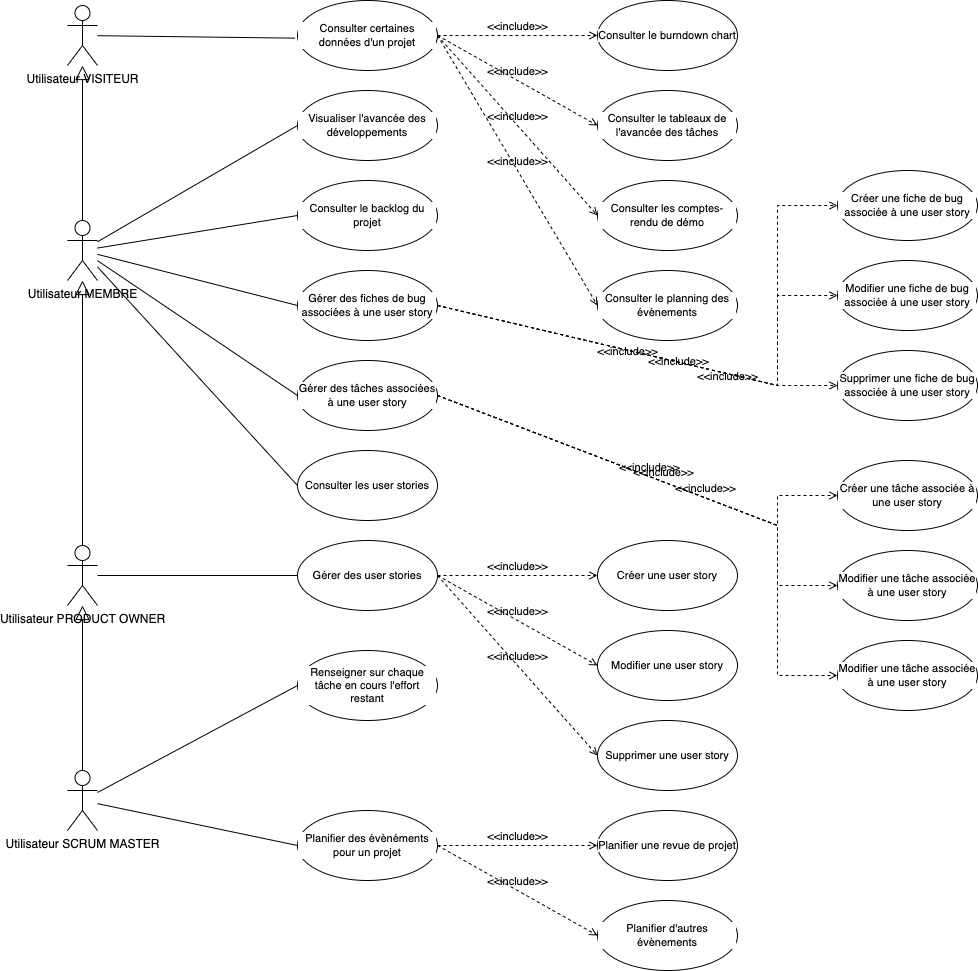 Consulter certaines
données d'un projet
<<include>>
Consulter le burndown chart
Utilisateur VISITEUR
<<include>>
Visualiser l'avancée des
développements
<<include>>
Consulter le tableaux de
l'avancée des tâches
<<include>>
Consulter le backlog du
projet
Consulter les comptes-
rendu de démo
Créer une fiche de bug
associée à une user story
Utilisateur MEMBRE
Gérer des fiches de bug
associées à une user story
Consulter le planning des
évènements
Modifier une fiche de bug
associée à une user story
<<include>>
<<include>>
<<include>>
Gérer des tâches associées
à une user story
Supprimer une fiche de bug
associée à une user story
<<include>>
<<include>>
<<include>>
Consulter les user stories
Créer une tâche associée à
une user story
Utilisateur PRODUCT OWNER
Gérer des user stories
<<include>>
Créer une user story
Modifier une tâche associée
à une user story
<<include>>
<<include>>
Renseigner sur chaque
tâche en cours l'effort
restant
Modifier une user story
Modifier une tâche associée
à une user story
Supprimer une user story
Utilisateur SCRUM MASTER
Planifier des évènéments
pour un projet
<<include>>
Planifier une revue de projet
<<include>>
Planifier d'autres
évènements